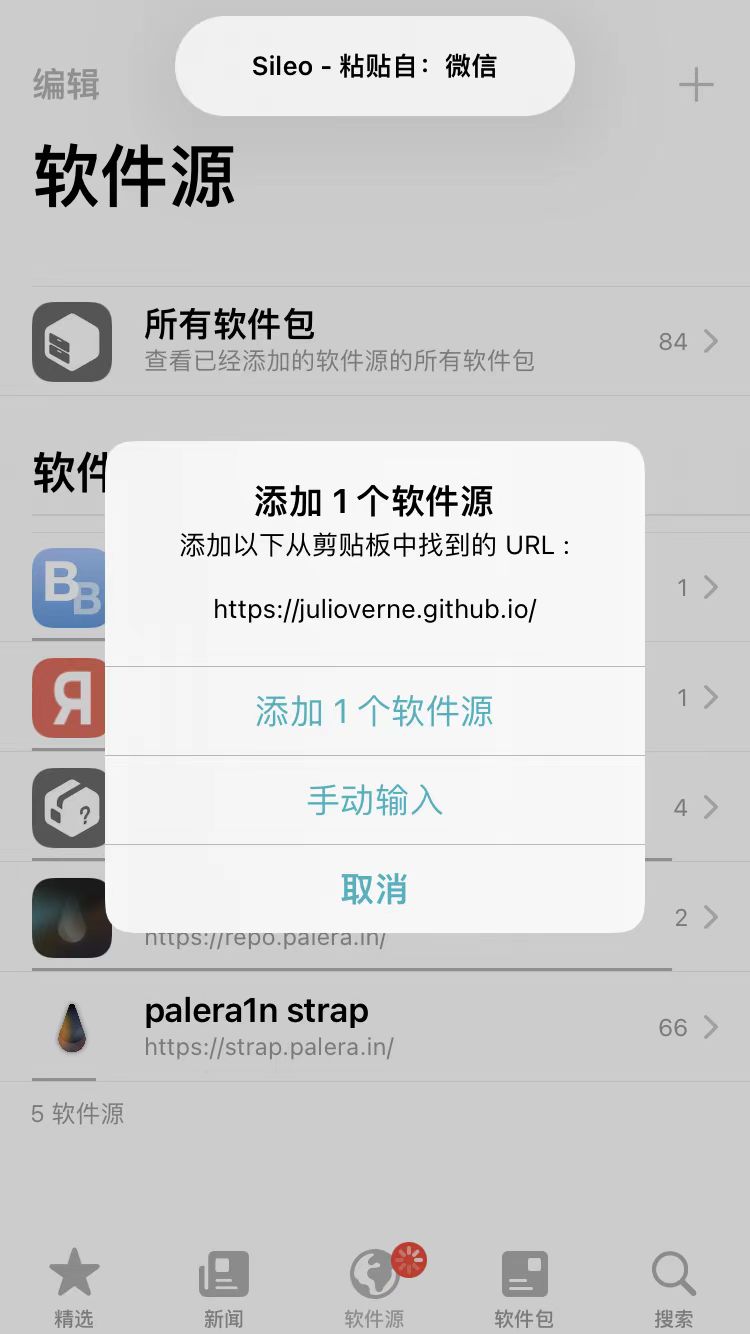 Sileo - 粘贴自：微信
编辑
软件源
所有软件包
查看已经添加的软件源的所有软件包
84
软件
添加 1 个软件源
添加以下从剪贴板中找到的 URL：
https://julioverne.github.io/
添加 1 个软件源
手动输入
取消
BB
1
Я
1
?
4
https://repo.palera.in/
2
palera1n strap
https://strap.palera.in/
66
5 软件源
精选
新闻
软件源
软件包
搜索